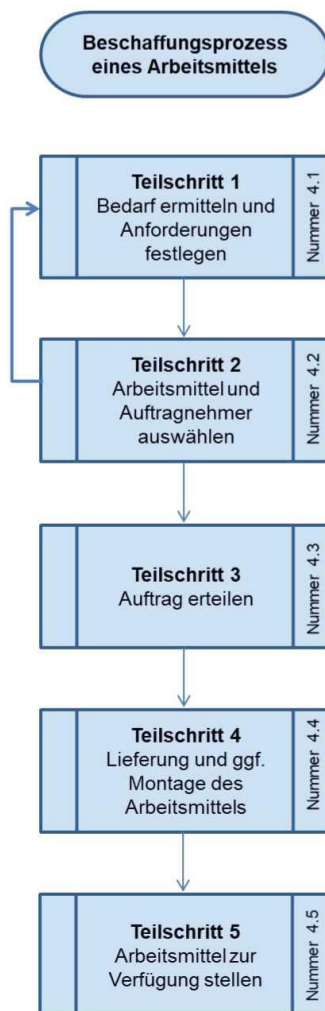 Beschaffungsprozess
eines Arbeitsmittels
Teilschritt 1
Bedarf ermitteln und
Anforderungen
festlegen
Nummer 4.1
Teilschritt 2
Arbeitsmittel und
Auftragnehmer
auswählen
Nummer 4.2
Teilschritt 3
Auftrag erteilen
Nummer 4.3
Teilschritt 4
Lieferung und ggf.
Montage des
Arbeitsmittels
Nummer 4.4
Teilschritt 5
Arbeitsmittel zur
Verfügung stellen
Nummer 4.5